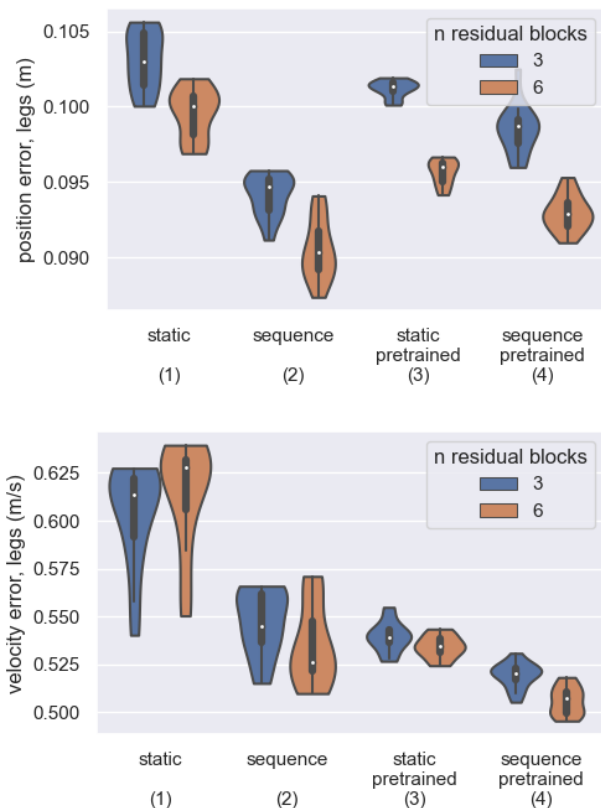 n residual blocks
3
6
position error, legs (m)
0.105
0.100
0.095
0.090
static
sequence
static
pretrained
sequence
pretrained
(1)
(2)
(3)
(4)
n residual blocks
3
6
velocity error, legs (m/s)
0.625
0.600
0.575
0.550
0.525
0.500
static
sequence
static
pretrained
sequence
pretrained
(1)
(2)
(3)
(4)